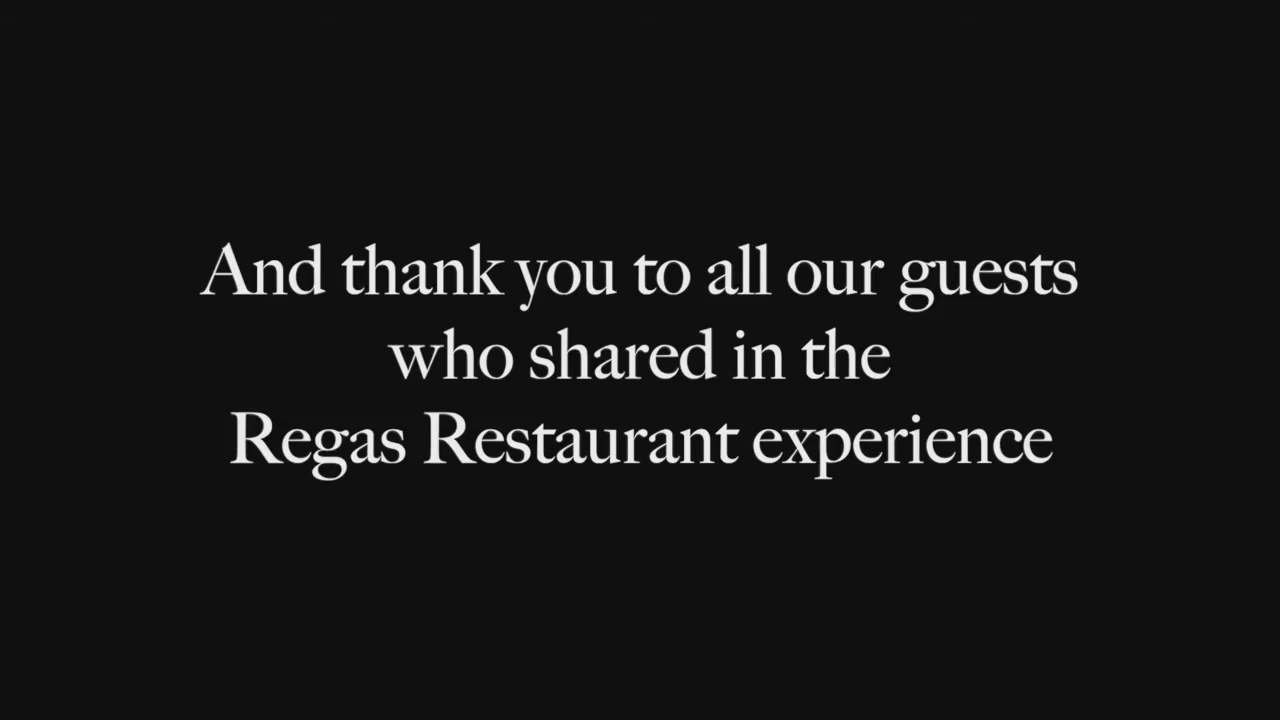 And thank you to all our guests
who shared in the
Regas Restaurant experience